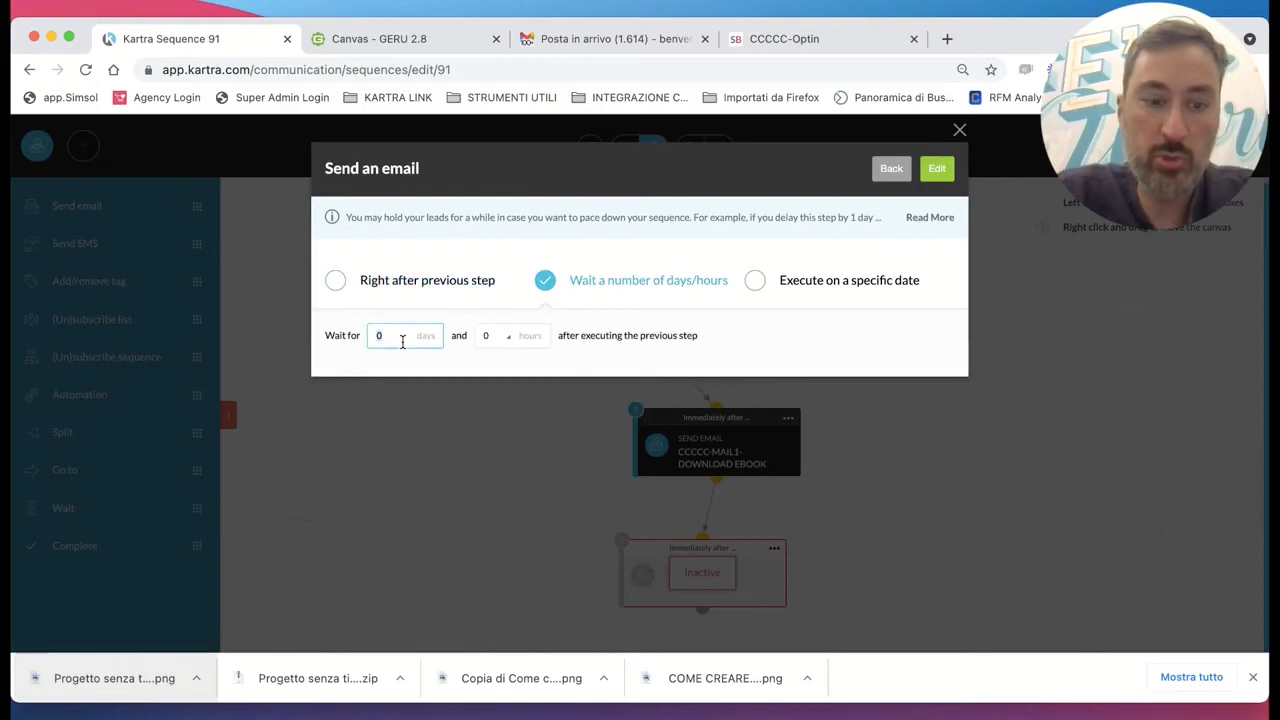 Kartra Sequence 91
Canvas - GERU 2.0
Posta in arrivo (1.614) - benve
SB CCCCC-Optin
app.kartra.com/communication/sequences/edit/91
app.Simsol
Agency Login
Super Admin Login
KARTRA LINK
STRUMENTI UTILI
INTEGRAZIONE C...
Importati da Firefox
Panoramica di Bus...
RFM Analy
Send an email
Back
Edit
You may hold your leads for a while in case you want to pace down your sequence. For example, if you delay this step by 1 day ...
Read More
Right after previous step
Wait a number of days/hours
Execute on a specific date
Wait for 0 days and 0 hours after executing the previous step
Send email
Send SMS
Add/remove tag
(Un)subscribe list
(Un)subscribe sequence
Automation
Split
Go to
Wait
Complete
Left
Right click and
move the canvas
Immediately after ...
SEND EMAIL
CCCCC-MAIL1-
DOWNLOAD EBOOK
Immediately after ...
Inactive
Progetto senza t....png
Progetto senza ti....zip
Copia di Come c....png
COME CREARE....png
Mostra tutto